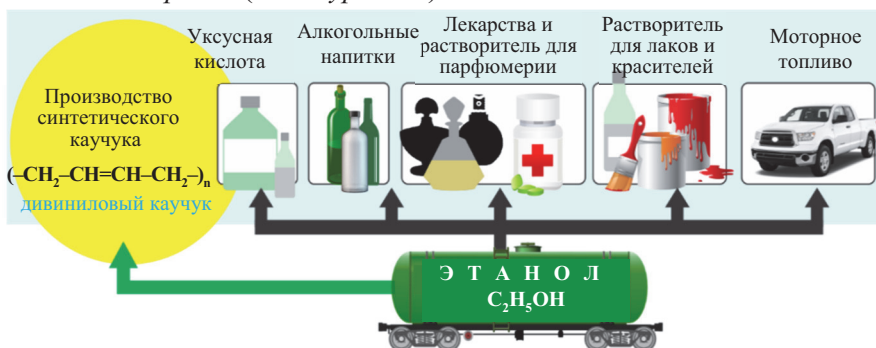 Уксусная
кислота
Алкогольные
напитки
Лекарства и
растворитель для
парфюмерии
Растворитель
для лаков и
красителей
Моторное
топливо
Производство
синтетического
каучука
(–CH₂–CH=CH–CH₂–)ₙ
дивиниловый каучук
ЭТАНОЛ
C₂H₅OH